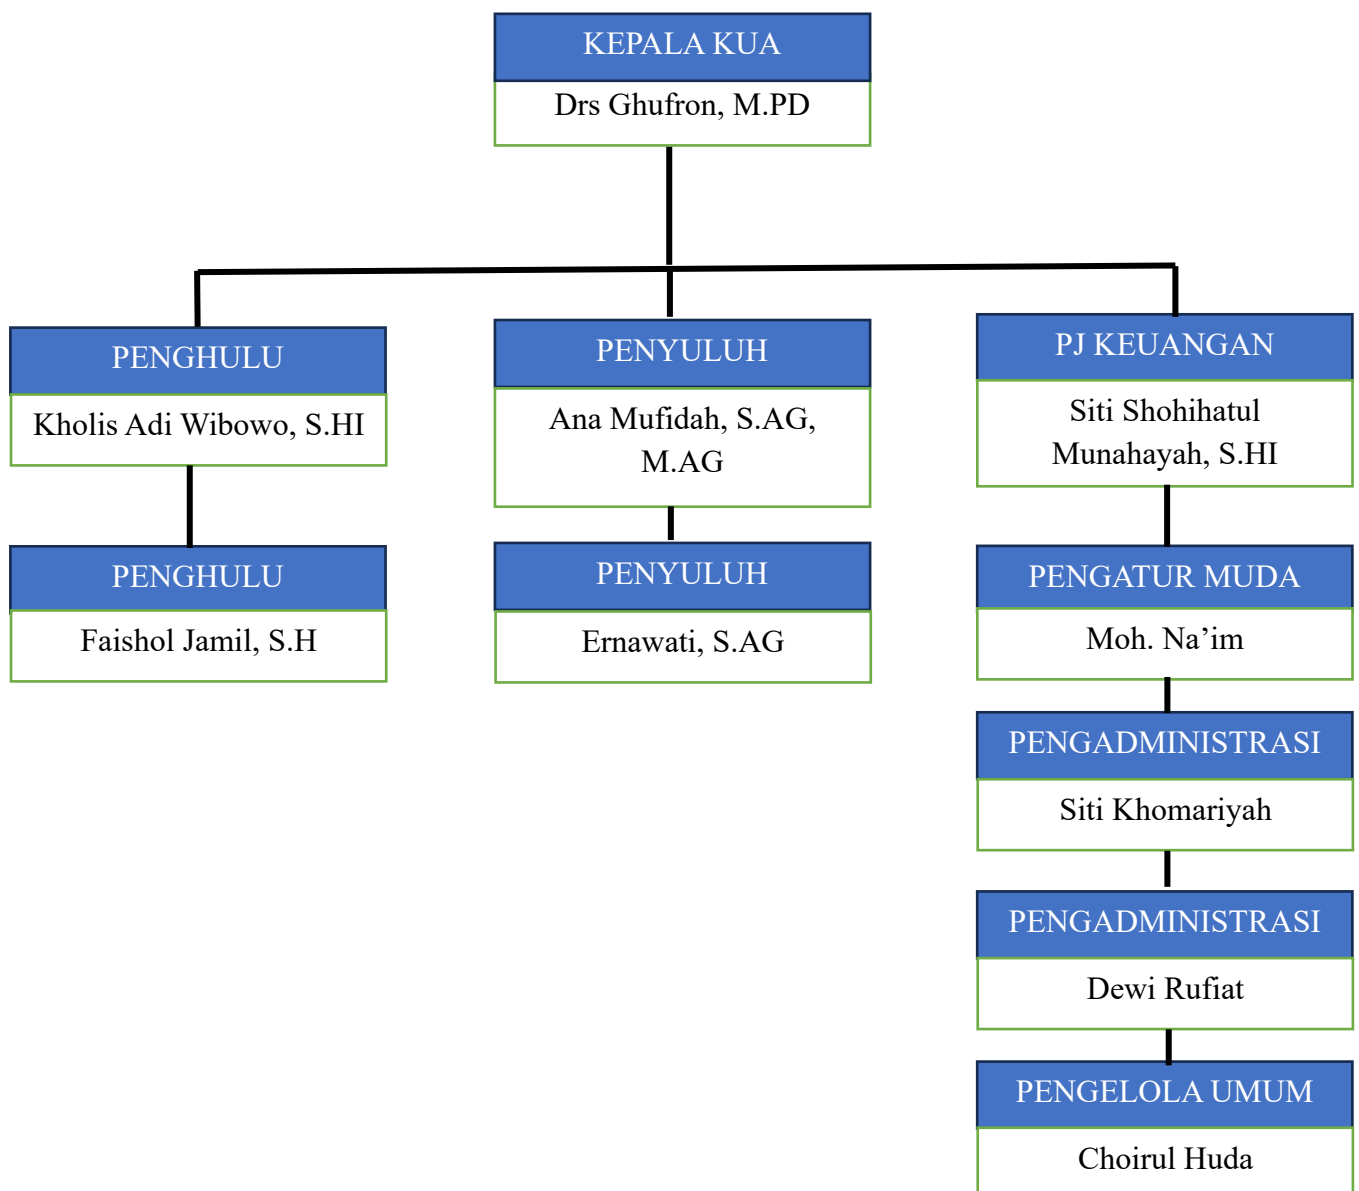 KEPALA KUA
Drs Ghufron, M.PD
PENGHULU
Kholis Adi Wibowo, S.HI
PENGHULU
Faishol Jamil, S.H
PENYULUH
Ana Mufidah, S.AG,
M.AG
PENYULUH
Ernawati, S.AG
PJ KEUANGAN
Siti Shohihatul
Munahayah, S.HI
PENGATUR MUDA
Moh. Na’im
PENGADMINISTRASI
Siti Khomariyah
PENGADMINISTRASI
Dewi Rufiat
PENGELOLA UMUM
Choirul Huda